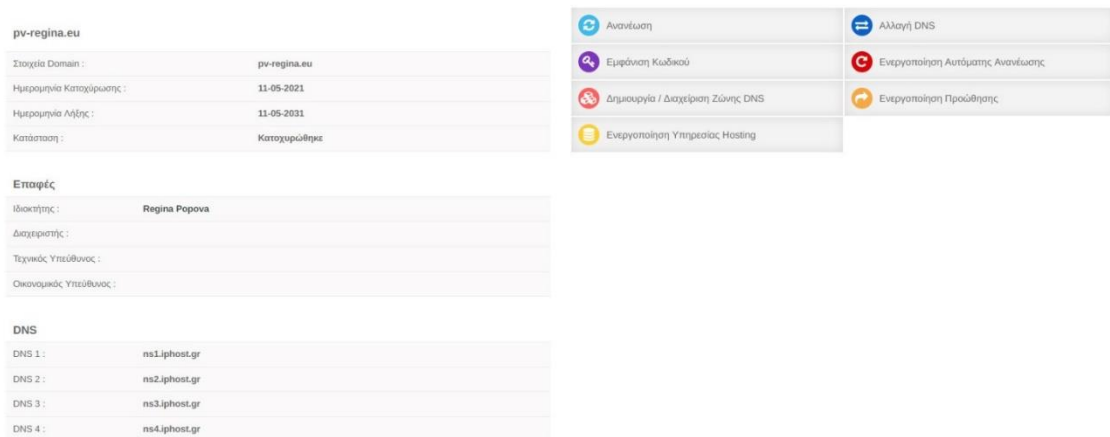 pv-regina.eu
Στοιχεία Domain : pv-regina.eu
Ημερομηνία Κατοχύρωσης : 11-05-2021
Ημερομηνία Λήξης : 11-05-2031
Κατάσταση : Κατοχυρώθηκε
Επαφές
Ιδιοκτήτης : Regina Popova
Διαχειριστής :
Τεχνικός Υπεύθυνος :
Οικονομικός Υπεύθυνος :
DNS
DNS 1 : ns1.iphost.gr
DNS 2 : ns2.iphost.gr
DNS 3 : ns3.iphost.gr
DNS 4 : ns4.iphost.gr
Ανανέωση
Αλλαγή DNS
Εμφάνιση Κωδικού
Ενεργοποίηση Αυτόματης Ανανέωσης
Δημιουργία / Διαχείριση Ζώνης DNS
Ενεργοποίηση Προώθησης
Ενεργοποίηση Υπηρεσίας Hosting